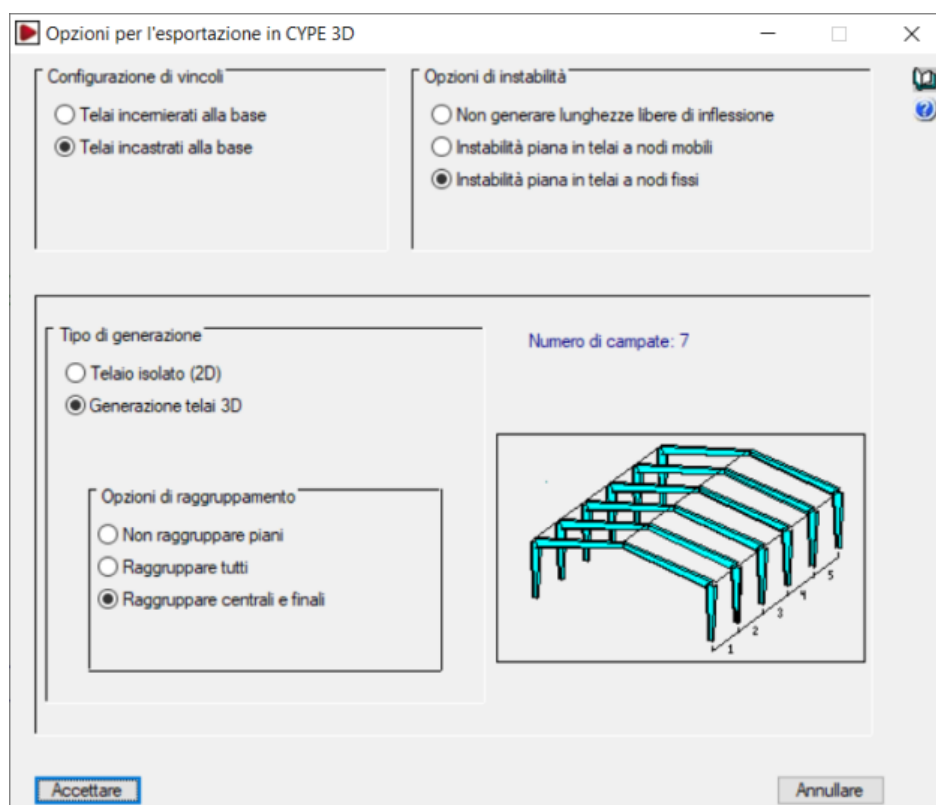 Opzioni per l'esportazione in CYPE 3D
Configurazione di vincoli
Telai incernierati alla base
Telai incastrati alla base
Opzioni di instabilità
Non generare lunghezze libere di inflessione
Instabilità piana in telai a nodi mobili
Instabilità piana in telai a nodi fissi
Tipo di generazione
Telaio isolato (2D)
Generazione telai 3D
Opzioni di raggruppamento
Non raggruppare piani
Raggruppare tutti
Raggruppare centrali e finali
Numero di campate: 7
1
2
3
4
5
Accettare
Annullare